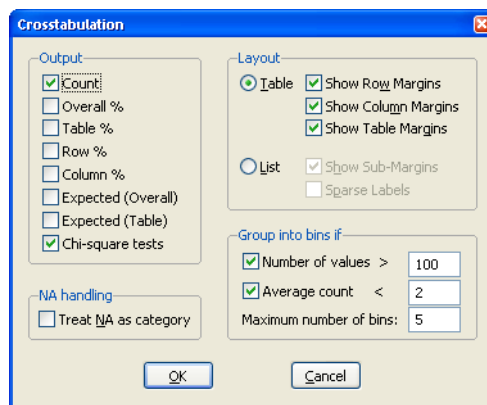 Crosstabulation
Output
Count
Overall %
Table %
Row %
Column %
Expected (Overall)
Expected (Table)
Chi-square tests
NA handling
Treat NA as category
Layout
Table
Show Row Margins
Show Column Margins
Show Table Margins
List
Show Sub-Margins
Sparse Labels
Group into bins if
Number of values > 100
Average count < 2
Maximum number of bins: 5
OK
Cancel